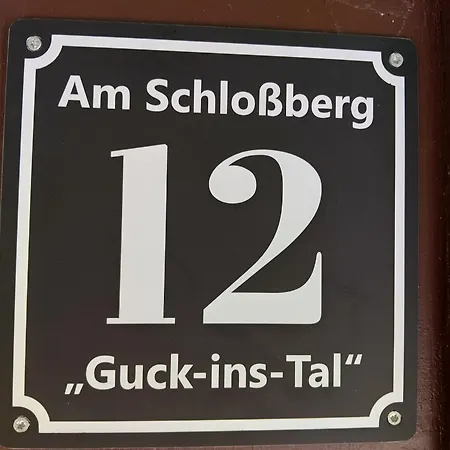 Am Schloßberg
12
„Guck-ins-Tal“